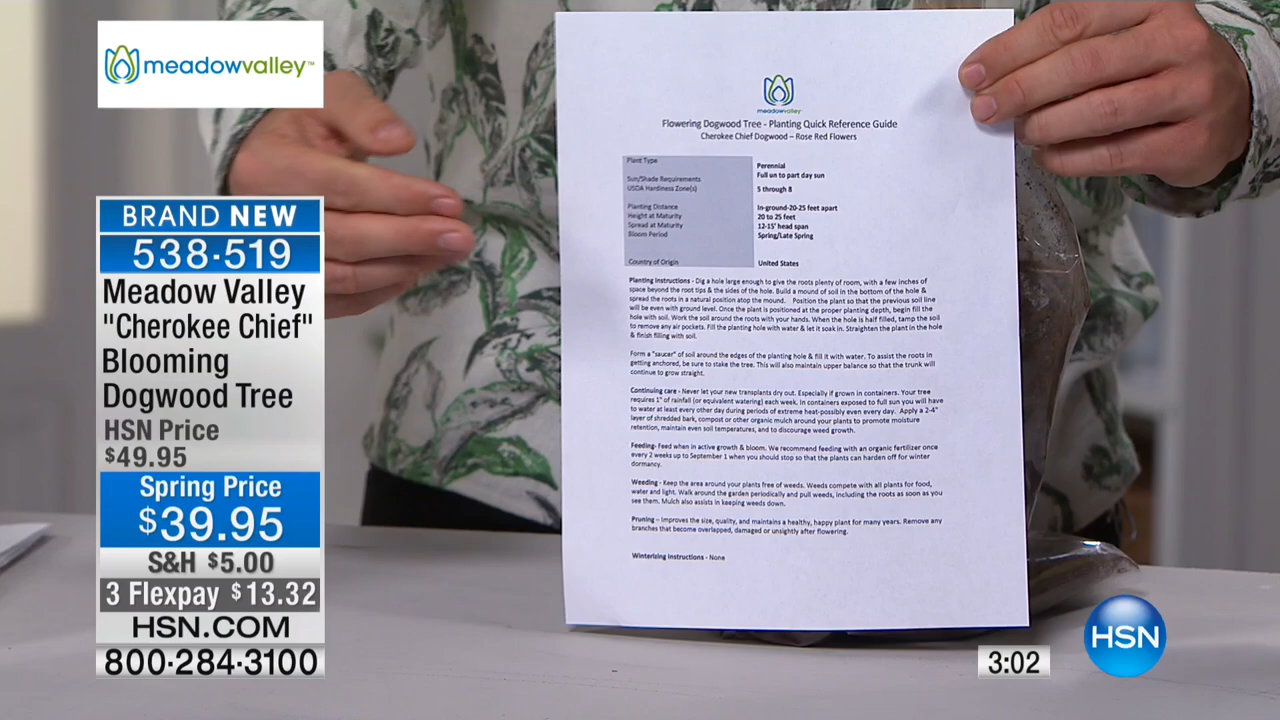 meadowvalley™
BRAND NEW
538-519
Meadow Valley
"Cherokee Chief"
Blooming
Dogwood Tree
HSN Price
$49.95
Spring Price
$39.95
S&H $5.00
3 Flexpay $13.32
HSN.COM
800-284-3100
meadowvalley
Flowering Dogwood Tree - Planting Quick Reference Guide
Cherokee Chief Dogwood – Rose Red Flowers
Plant Type Perennial
Sun/Shade Requirements Full un to part day sun
USDA Hardiness Zone(s) 5 through 8
Planting Distance In-ground-20-25 feet apart
Height at Maturity 20 to 25 feet
Spread at Maturity 12-15' head span
Bloom Period Spring/Late Spring
Country of Origin United States
Planting Instructions - Dig a hole large enough to give the roots plenty of room, with a few inches of
space beyond the root tips & the sides of the hole. Build a mound of soil in the bottom of the hole &
spread the roots in a natural position atop the mound. Position the plant so that the previous soil line
will be even with ground level. Once the plant is positioned at the proper planting depth, begin fill the
hole with soil. Work the soil around the roots with your hands. When the hole is half filled, tamp the soil
to remove any air pockets. Fill the planting hole with water & let it soak in. Straighten the plant in the hole
& finish filling with soil.
Form a "saucer" of soil around the edges of the planting hole & fill it with water. To assist the roots in
getting anchored, be sure to stake the tree. This will also maintain upper balance so that the trunk will
continue to grow straight.
Continuing care - Never let your new transplants dry out. Especially if grown in containers. Your tree
requires 1" of rainfall (or equivalent watering) each week. In containers exposed to full sun you will have
to water at least every other day during periods of extreme heat-possibly even every day. Apply a 2-4"
layer of shredded bark, compost or other organic mulch around your plants to promote moisture
retention, maintain even soil temperatures, and to discourage weed growth.
Feeding- Feed when in active growth & bloom. We recommend feeding with an organic fertilizer once
every 2 weeks up to September 1 when you should stop so that the plants can harden off for winter
dormancy.
Weeding - Keep the area around your plants free of weeds. Weeds compete with all plants for food,
water and light. Walk around the garden periodically and pull weeds, including the roots as soon as you
see them. Mulch also assists in keeping weeds down.
Pruning – Improves the size, quality, and maintains a healthy, happy plant for many years. Remove any
branches that become overlapped, damaged or unsightly after flowering.
Winterizing Instructions - None
3:02
HSN